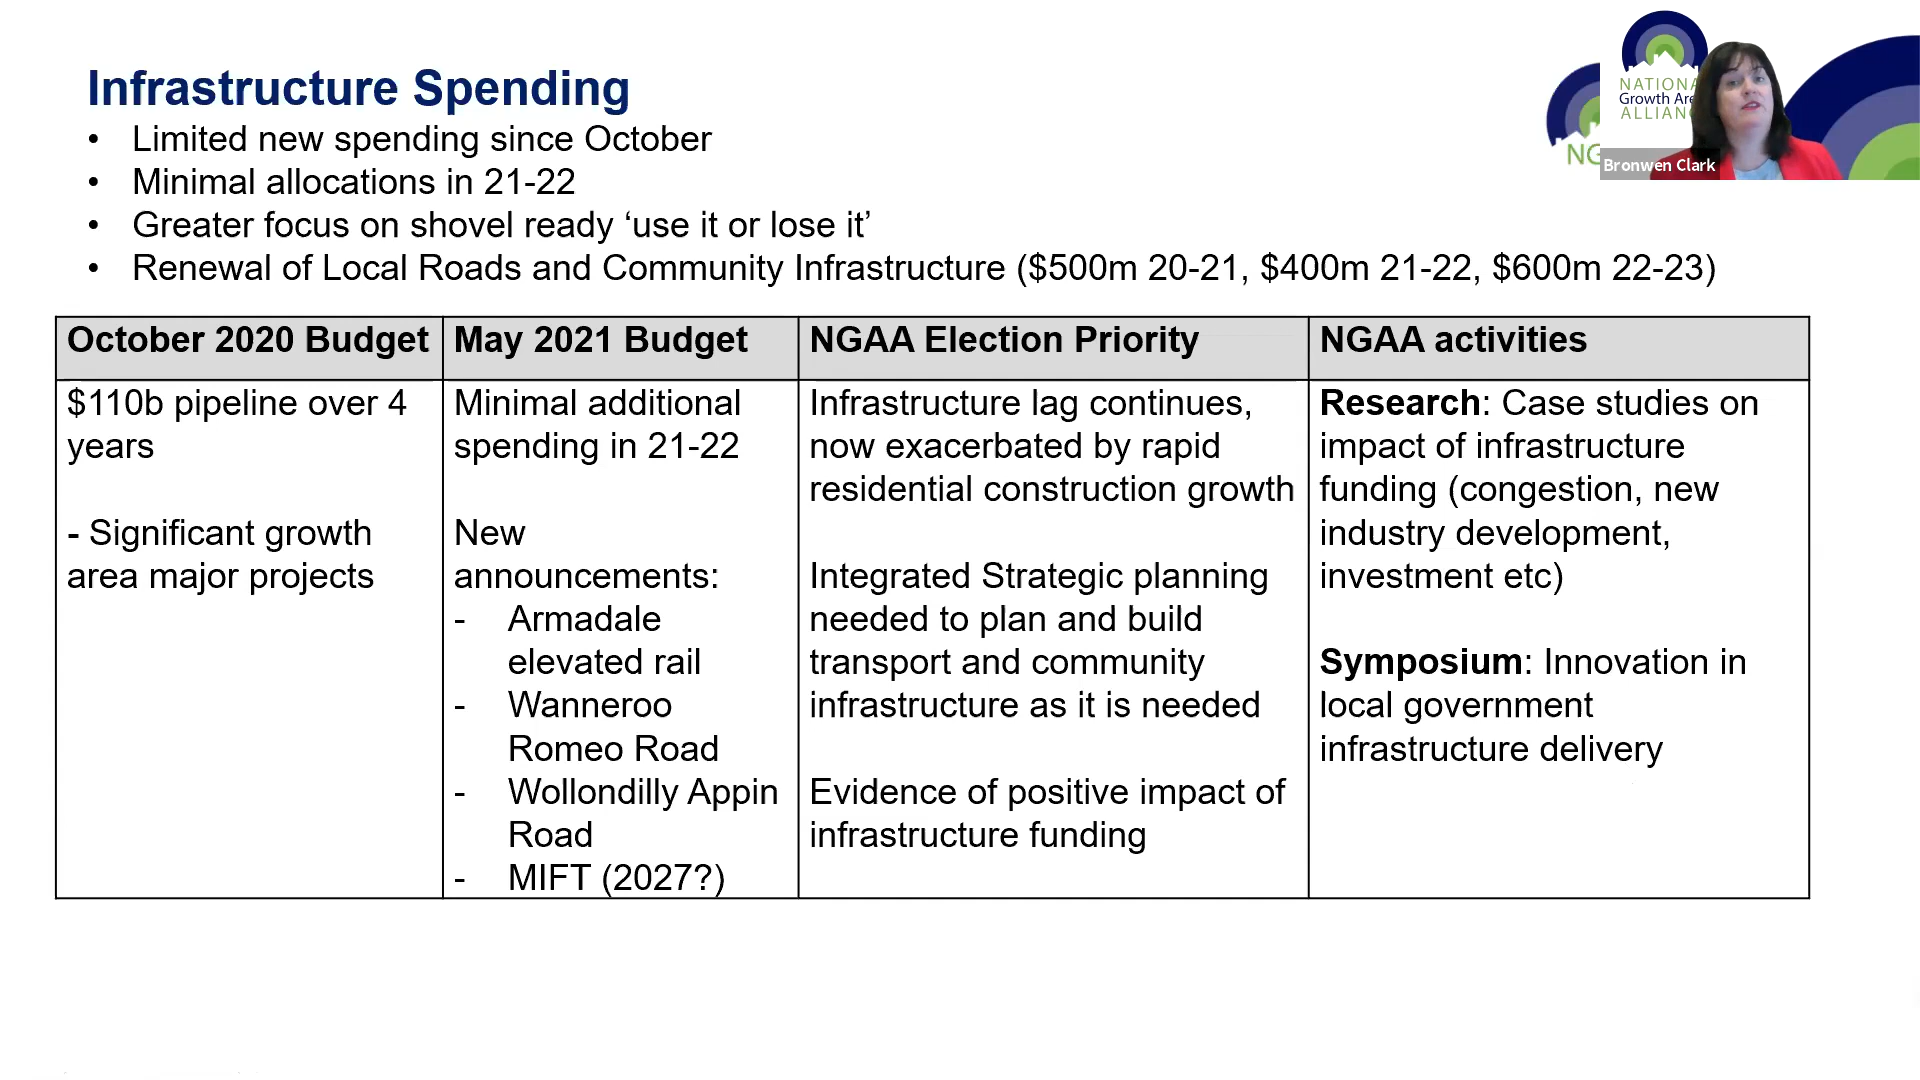 Infrastructure Spending
• Limited new spending since October
• Minimal allocations in 21-22
• Greater focus on shovel ready ‘use it or lose it’
• Renewal of Local Roads and Community Infrastructure ($500m 20-21, $400m 21-22, $600m 22-23)
NATIONA
Growth Are
ALLIAN
NG
Bronwen Clark
October 2020 Budget
$110b pipeline over 4
years
- Significant growth
area major projects
May 2021 Budget
Minimal additional
spending in 21-22
New
announcements:
- Armadale
elevated rail
- Wanneroo
Romeo Road
- Wollondilly Appin
Road
- MIFT (2027?)
NGAA Election Priority
Infrastructure lag continues,
now exacerbated by rapid
residential construction growth
Integrated Strategic planning
needed to plan and build
transport and community
infrastructure as it is needed
Evidence of positive impact of
infrastructure funding
NGAA activities
Research: Case studies on
impact of infrastructure
funding (congestion, new
industry development,
investment etc)
Symposium: Innovation in
local government
infrastructure delivery